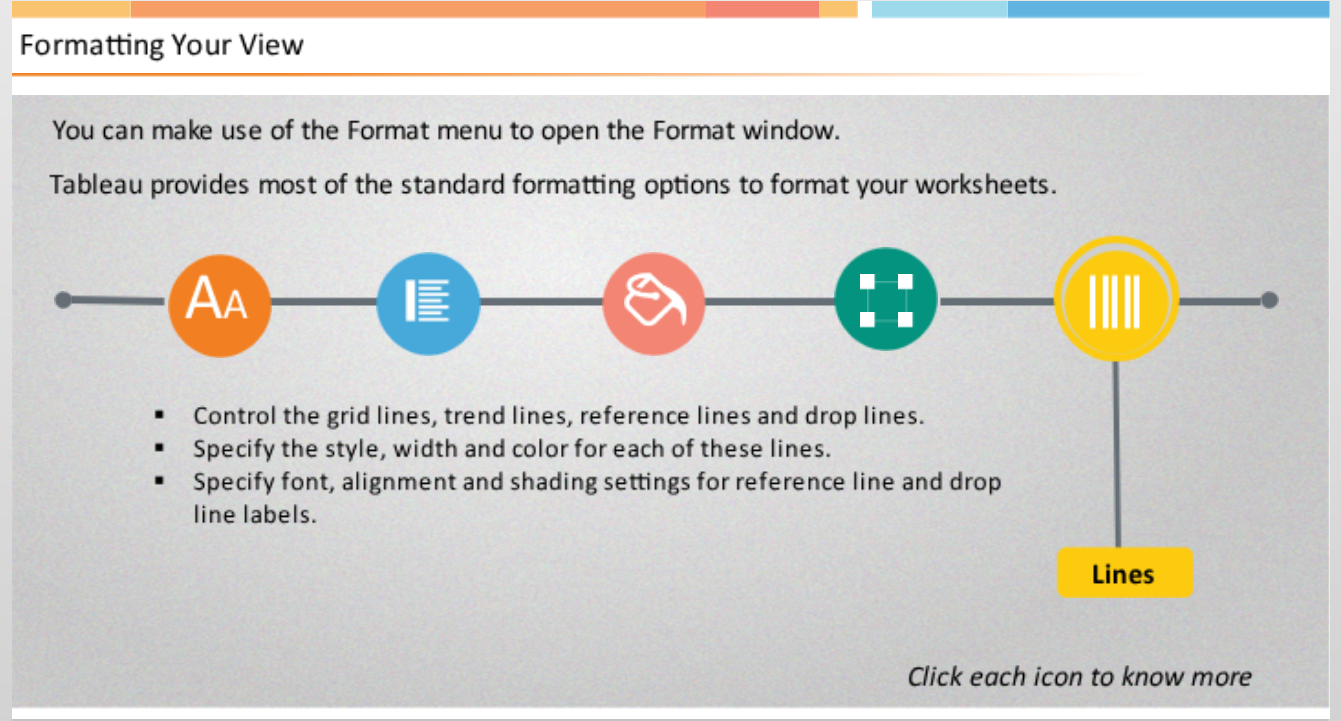 Formatting Your View
You can make use of the Format menu to open the Format window.
Tableau provides most of the standard formatting options to format your worksheets.
AA
▪ Control the grid lines, trend lines, reference lines and drop lines.
▪ Specify the style, width and color for each of these lines.
▪ Specify font, alignment and shading settings for reference line and drop
line labels.
Lines
Click each icon to know more